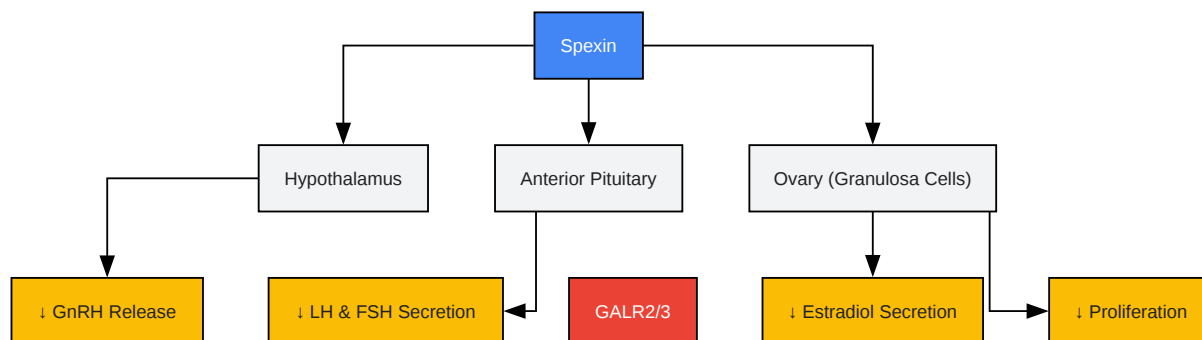 Spexin
Hypothalamus
Anterior Pituitary
Ovary (Granulosa Cells)
↓ GnRH Release
↓ LH & FSH Secretion
GALR2/3
↓ Estradiol Secretion
↓ Proliferation